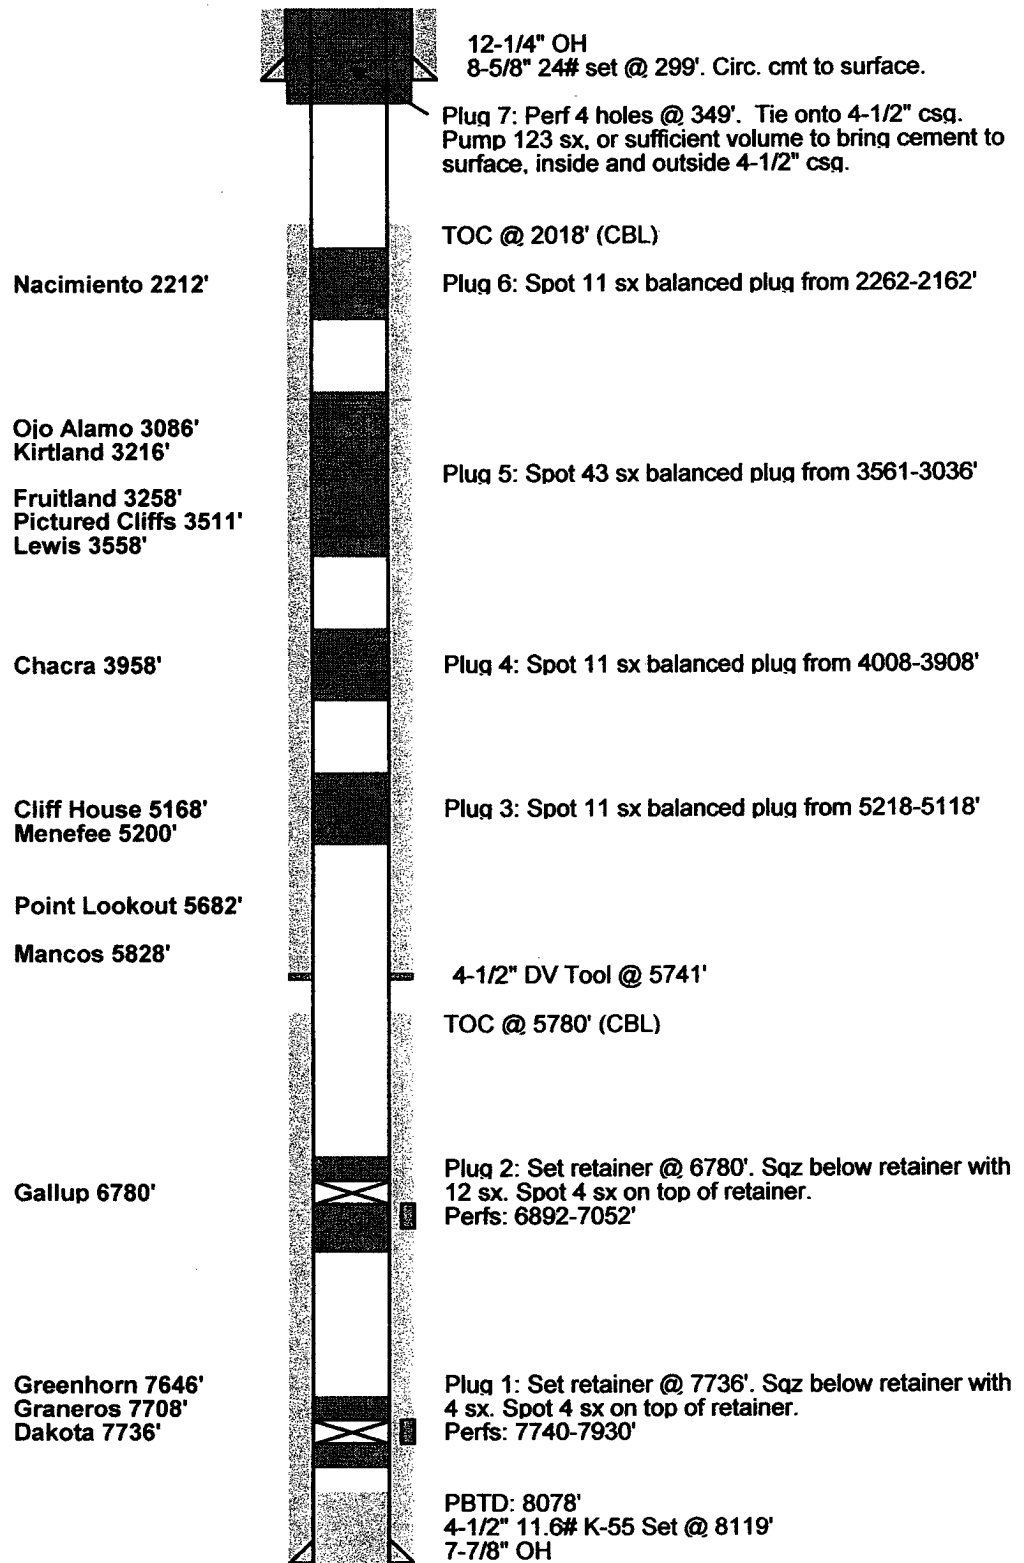 12-1/4" OH
8-5/8" 24# set @ 299'. Circ. cmt to surface.
Plug 7: Perf 4 holes @ 349'. Tie onto 4-1/2" csg.
Pump 123 sx, or sufficient volume to bring cement to
surface, inside and outside 4-1/2" csg.
TOC @ 2018' (CBL)
Nacimiento 2212'
Plug 6: Spot 11 sx balanced plug from 2262-2162'
Ojo Alamo 3086'
Kirtland 3216'
Plug 5: Spot 43 sx balanced plug from 3561-3036'
Fruitland 3258'
Pictured Cliffs 3511'
Lewis 3558'
Chacra 3958'
Plug 4: Spot 11 sx balanced plug from 4008-3908'
Cliff House 5168'
Menefee 5200'
Plug 3: Spot 11 sx balanced plug from 5218-5118'
Point Lookout 5682'
Mancos 5828'
4-1/2" DV Tool @ 5741'
TOC @ 5780' (CBL)
Gallup 6780'
Plug 2: Set retainer @ 6780'. Sqz below retainer with
12 sx. Spot 4 sx on top of retainer.
Perfs: 6892-7052'
Greenhorn 7646'
Graneros 7708'
Dakota 7736'
Plug 1: Set retainer @ 7736'. Sqz below retainer with
4 sx. Spot 4 sx on top of retainer.
Perfs: 7740-7930'
PBTD: 8078'
4-1/2" 11.6# K-55 Set @ 8119'
7-7/8" OH